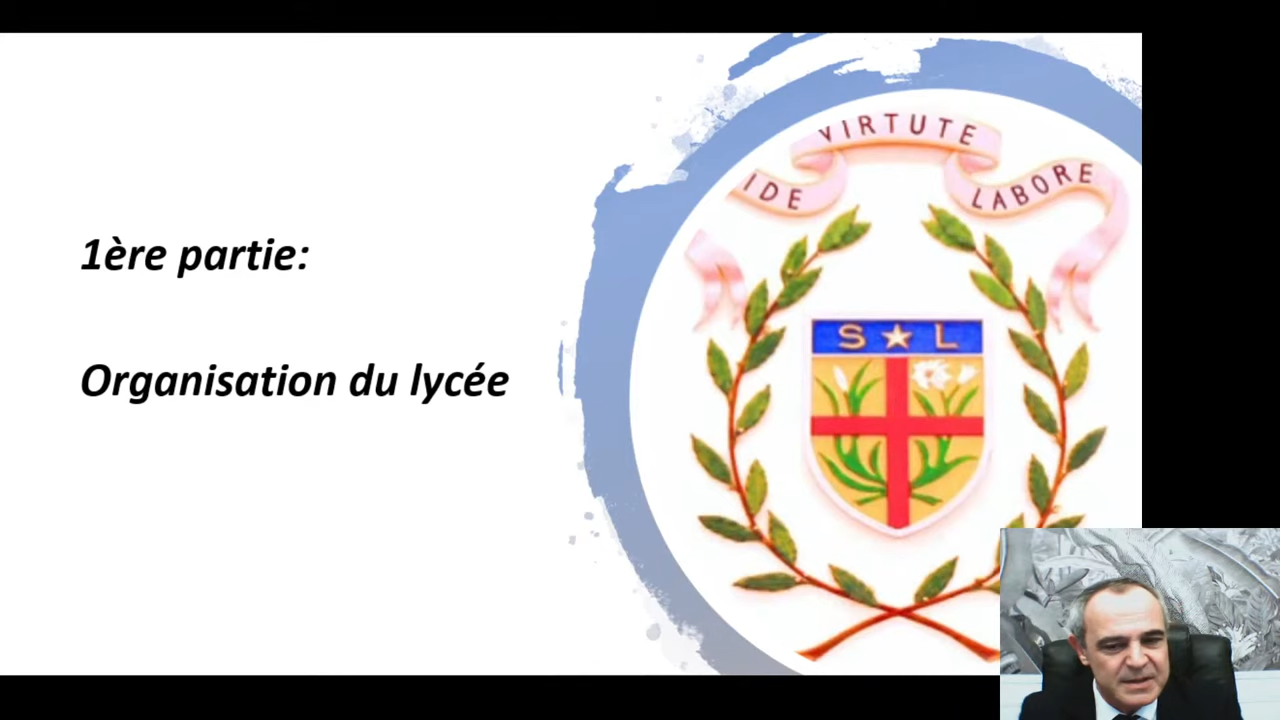 1ère partie:
Organisation du lycée
VIRTUTE
IDE
LABORE
S L